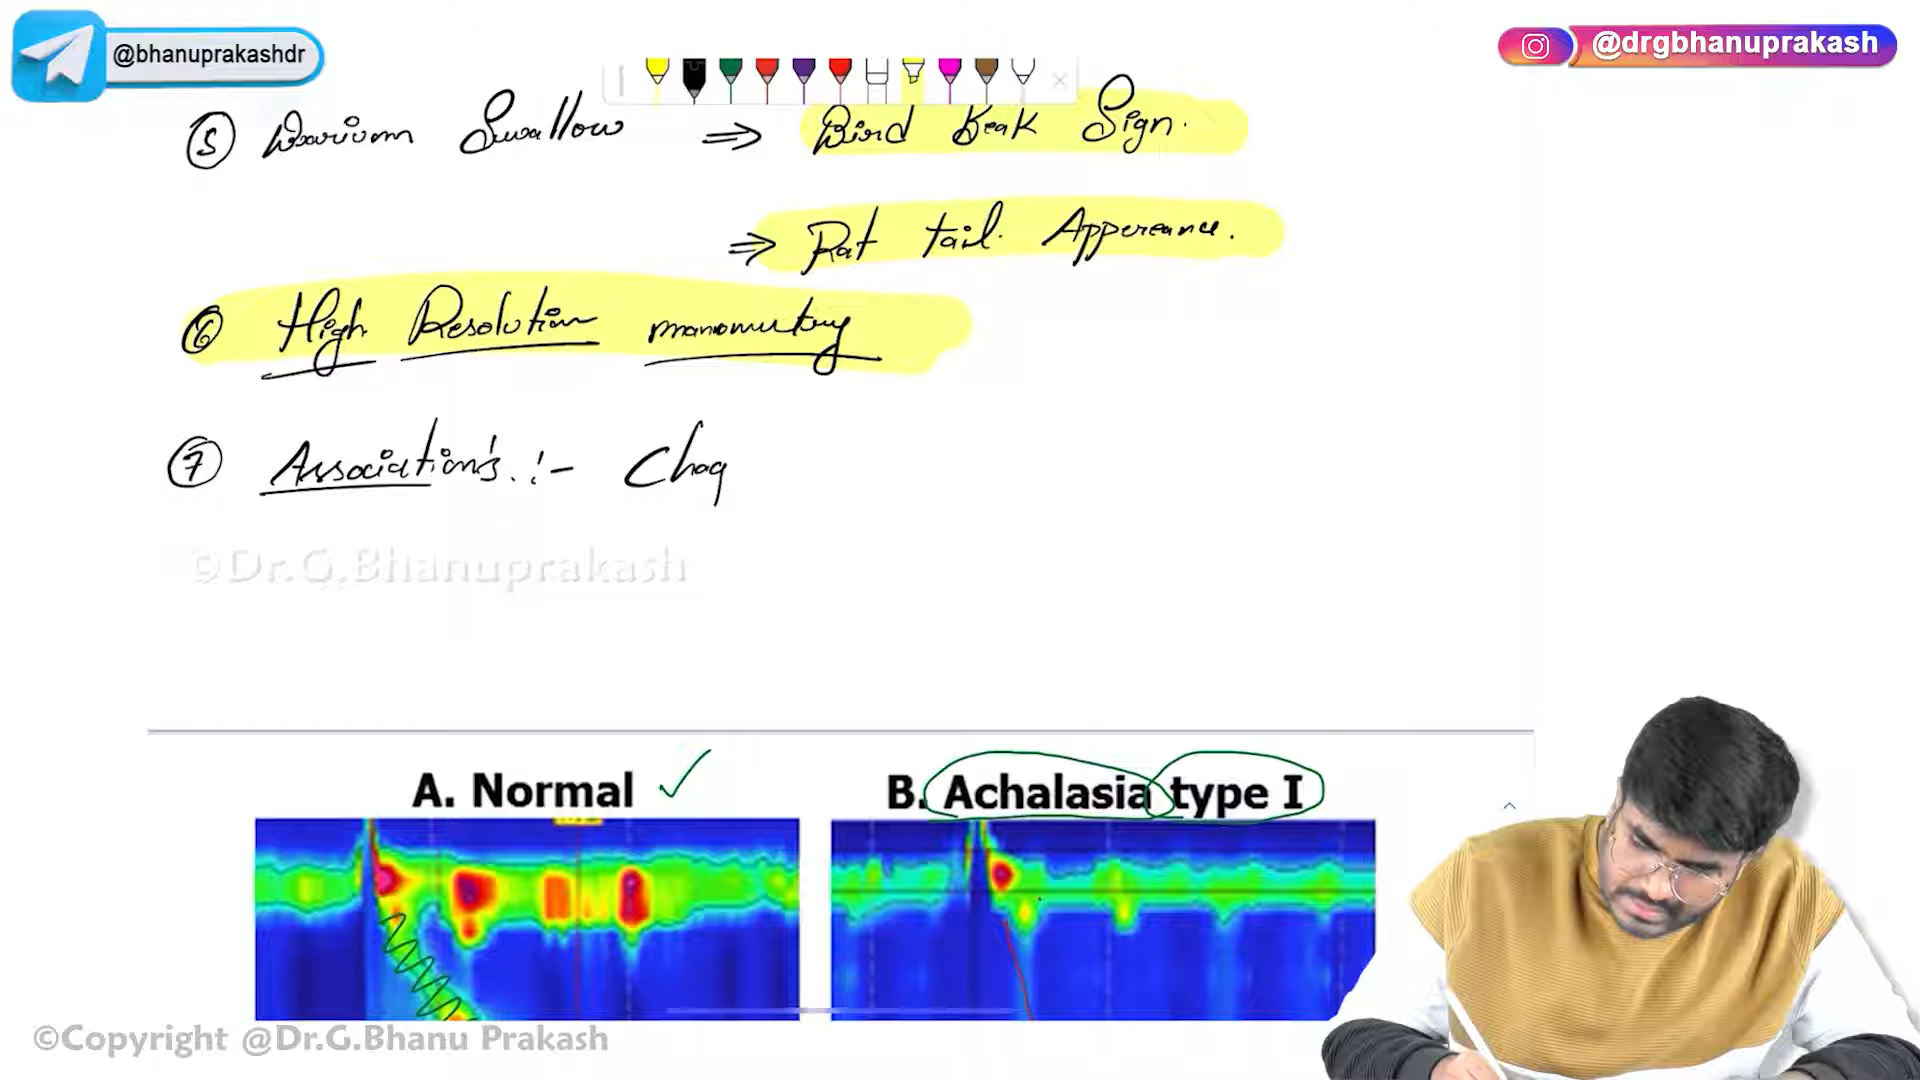 @bhanuprakashdr
@drgbhanuprakash
5 Barium Swallow ⇒ Bird Beak Sign.
⇒ Rat tail Apperance.
6 High Resolution manometry
7 Association's. :- Chag
©Dr.G.Bhanuprakash
A. Normal ✓
B. Achalasia type I
©Copyright @Dr.G.Bhanu Prakash